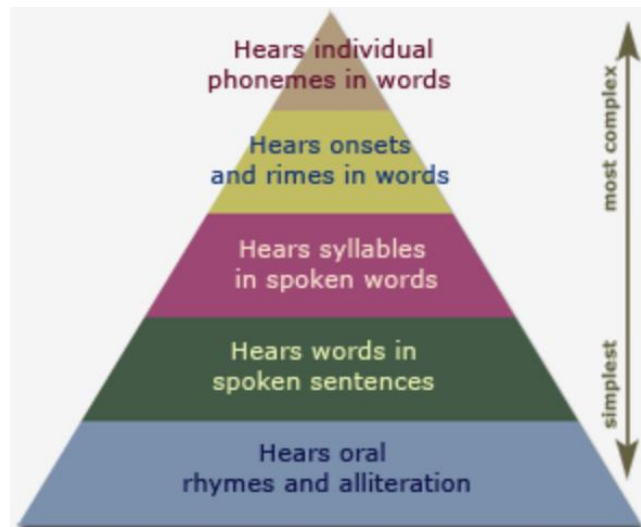 Hears individual
phonemes in words
Hears onsets
and rimes in words
Hears syllables
in spoken words
Hears words in
spoken sentences
Hears oral
rhymes and alliteration
most complex
simplest